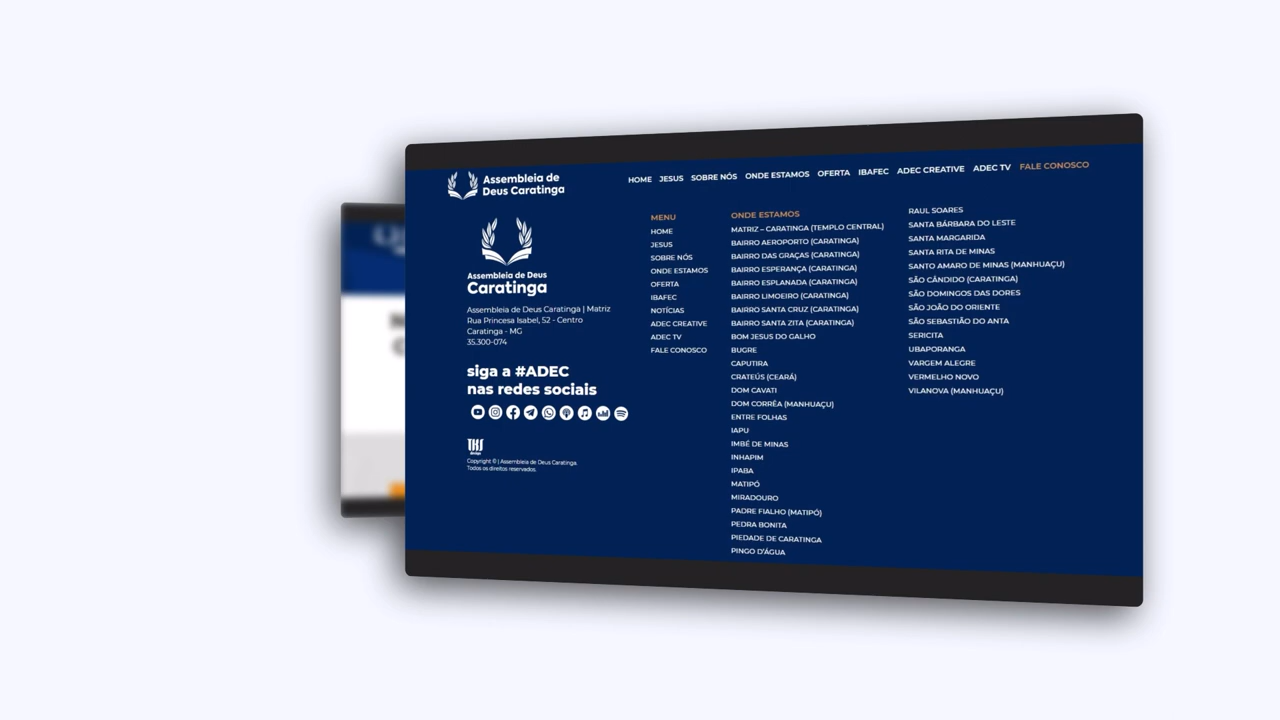 Assembleia de
Deus Caratinga
HOME JESUS SOBRE NÓS ONDE ESTAMOS OFERTA IBAFEC ADEC CREATIVE ADEC TV FALE CONOSCO
Assembleia de Deus
Caratinga
Assembleia de Deus Caratinga | Matriz
Rua Princesa Isabel, 52 - Centro
Caratinga - MG
35.300-074
siga a #ADEC
nas redes sociais
Copyright © | Assembleia de Deus Caratinga.
Todos os direitos reservados.
MENU
HOME
JESUS
SOBRE NÓS
ONDE ESTAMOS
OFERTA
IBAFEC
NOTÍCIAS
ADEC CREATIVE
ADEC TV
FALE CONOSCO
ONDE ESTAMOS
MATRIZ – CARATINGA (TEMPLO CENTRAL)
BAIRRO AEROPORTO (CARATINGA)
BAIRRO DAS GRAÇAS (CARATINGA)
BAIRRO ESPERANÇA (CARATINGA)
BAIRRO ESPLANADA (CARATINGA)
BAIRRO LIMOEIRO (CARATINGA)
BAIRRO SANTA CRUZ (CARATINGA)
BAIRRO SANTA ZITA (CARATINGA)
BOM JESUS DO GALHO
BUGRE
CAPUTIRA
CRATEÚS (CEARÁ)
DOM CAVATI
DOM CORRÊA (MANHUAÇU)
ENTRE FOLHAS
IAPU
IMBÉ DE MINAS
INHAPIM
IPABA
MATIPÓ
MIRADOURO
PADRE FIALHO (MATIPÓ)
PEDRA BONITA
PIEDADE DE CARATINGA
PINGO D'ÁGUA
RAUL SOARES
SANTA BÁRBARA DO LESTE
SANTA MARGARIDA
SANTA RITA DE MINAS
SANTO AMARO DE MINAS (MANHUAÇU)
SÃO CÂNDIDO (CARATINGA)
SÃO DOMINGOS DAS DORES
SÃO JOÃO DO ORIENTE
SÃO SEBASTIÃO DO ANTA
SERICITA
UBAPORANGA
VARGEM ALEGRE
VERMELHO NOVO
VILANOVA (MANHUAÇU)